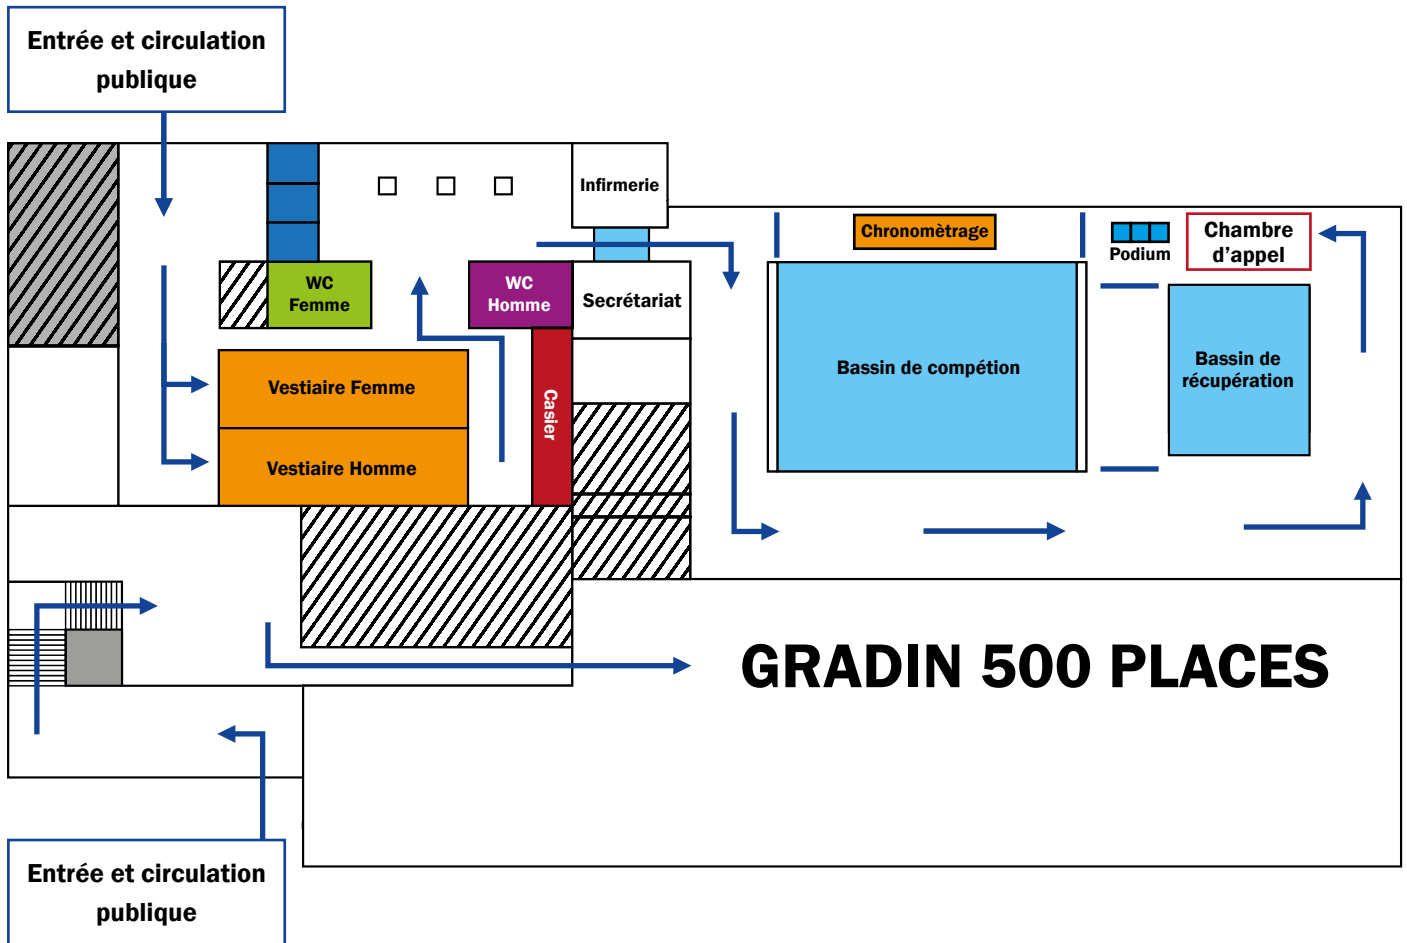 Entrée et circulation
publique
Infirmerie
Chronomètrage
Podium
Chambre
d'appel
WC
Femme
WC
Homme
Secrétariat
Bassin de compétion
Bassin de
récupération
Vestiaire Femme
Casier
Vestiaire Homme
GRADIN 500 PLACES
Entrée et circulation
publique